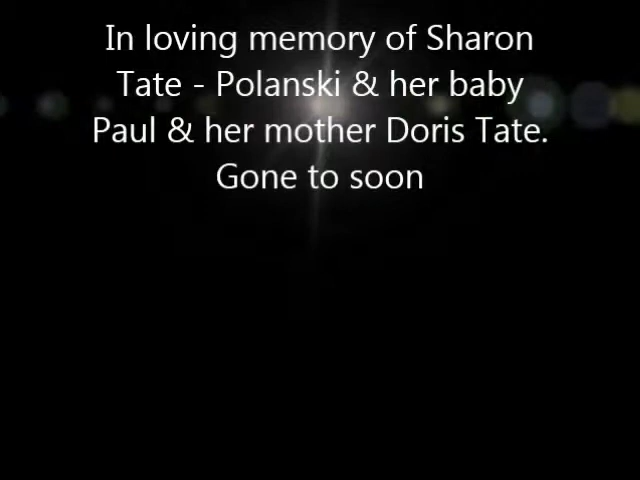 In loving memory of Sharon
Tate - Polanski & her baby
Paul & her mother Doris Tate.
Gone to soon